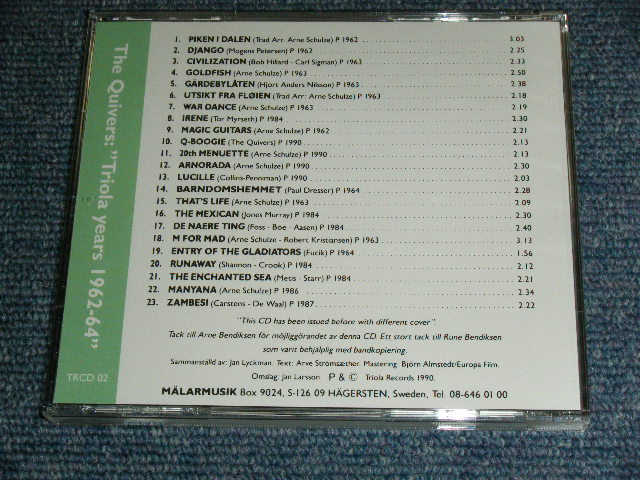 The Quivers: "Triola years 1962-64"
TRCD 02
1. PIKEN I DALEN (Trad Arr: Arne Schulze) P 1962 3.03
2. DJANGO (Mogens Petersen) P 1962 2.25
3. CIVILIZATION (Bob Hillard - Carl Sigman) P 1963 2.33
4. GOLDFISH (Arne Schulze) P 1963 2.50
5. GÄRDEBYLÅTEN (Hjort Anders Nilsson) P 1963 2.38
6. UTSIKT FRA FLØIEN (Trad Arr: Arne Schulze) P 1963 2.18
7. WAR DANCE (Arne Schulze) P 1963 2.19
8. IRENE (Tor Myrseth) P 1984 2.30
9. MAGIC GUITARS (Arne Schulze) P 1962 2.21
10. Q-BOOGIE (The Quivers) P 1990 2.13
11. 20th MENUETTE (Arne Schulze) P 1990 2.13
12. ARNORADA (Arne Schulze) P 1990 2.30
13. LUCILLE (Collins-Penniman) P 1990 2.03
14. BARNDOMSHEMMET (Paul Dresser) P 1964 2.28
15. THAT'S LIFE (Arne Schulze) P 1963 2.09
16. THE MEXICAN (Jones Murray) P 1984 2.30
17. DE NAERE TING (Foss - Boe - Aasen) P 1984 2.40
18. M FOR MAD (Arne Schulze - Robert Kristiansen) P 1963 3.13
19. ENTRY OF THE GLADIATORS (Fucik) P 1964 1.56
20. RUNAWAY (Shannon - Crook) P 1984 2.12
21. THE ENCHANTED SEA (Metis - Starr) P 1984 2.21
22. MANYANA (Arne Schulze) P 1986 2.34
23. ZAMBESI (Carstens - De Waal) P 1987 2.22
"This CD has been issued before with different cover".
Tack till Arne Bendiksen för möjliggörandet av denna CD. Ett stort tack till Rune Bendiksen
som varit behjälplig med bandkopiering.
Sammanställd av: Jan Lyckman. Text: Arve Strømsæther. Mastering: Björn Almstedt/Europa Film.
Omslag: Jan Larsson. P & © Triola Records 1990.
MÄLARMUSIK Box 9024, S-126 09 HÄGERSTEN, Sweden, Tel. 08-646 01 00